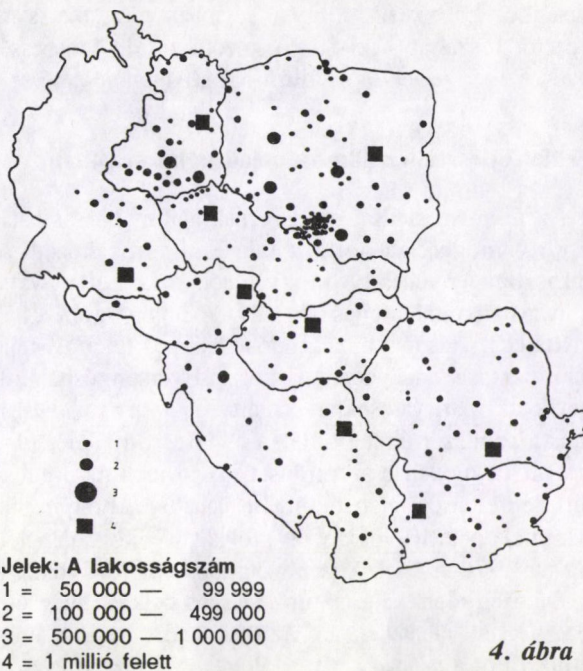 1
2
3
4
Jelek: A lakosságszám
1 = 50 000 — 99 999
2 = 100 000 — 499 000
3 = 500 000 — 1 000 000
4 = 1 millió felett
4. ábra